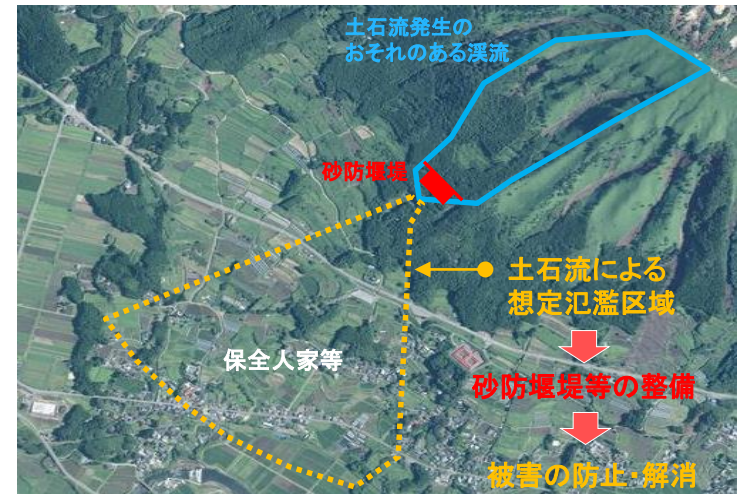 土石流発生の
おそれのある渓流
砂防堰堤
土石流による
想定氾濫区域
保全人家等
砂防堰堤等の整備
被害の防止・解消